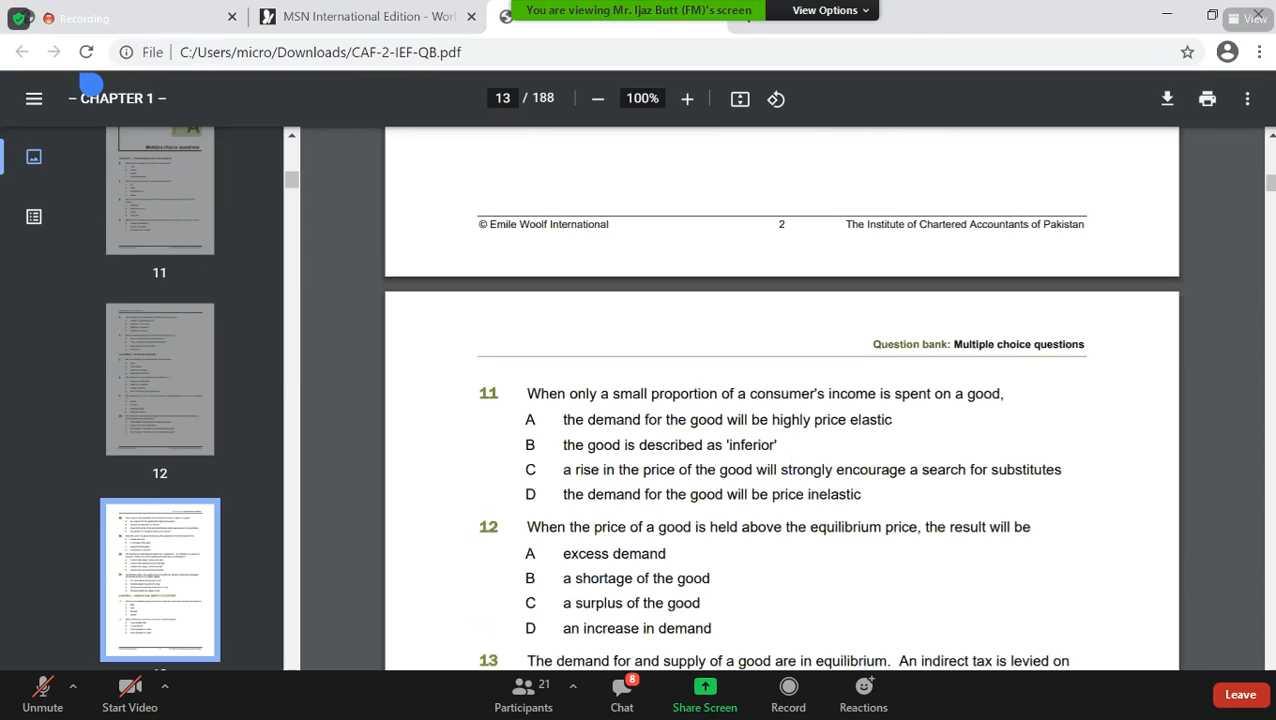 Recording
MSN International Edition - Worl
You are viewing Mr. Ijaz Butt (FM)'s screen
View Options
View
File C:/Users/micro/Downloads/CAF-2-IEF-QB.pdf
– CHAPTER 1 –
13 / 188
100%
11
12
© Emile Woolf International 2 The Institute of Chartered Accountants of Pakistan
Question bank: Multiple choice questions
11 When only a small proportion of a consumer's income is spent on a good,
A the demand for the good will be highly price elastic
B the good is described as 'inferior'
C a rise in the price of the good will strongly encourage a search for substitutes
D the demand for the good will be price inelastic
12 When the price of a good is held above the equilibrium price, the result will be
A excess demand
B a shortage of the good
C a surplus of the good
D an increase in demand
13 The demand for and supply of a good are in equilibrium. An indirect tax is levied on
Unmute
Start Video
21
Participants
8
Chat
Share Screen
Record
Reactions
Leave